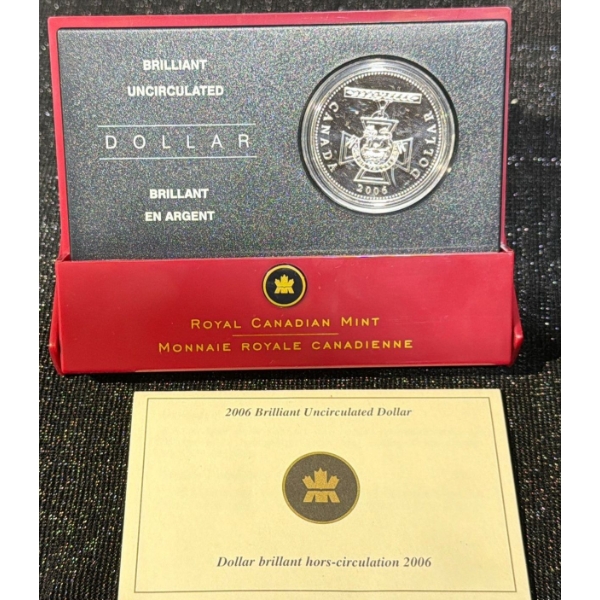 BRILLIANT
UNCIRCULATED
DOLLAR
BRILLANT
EN ARGENT
CANADA
DOLLAR
2006
ROYAL CANADIAN MINT
MONNAIE ROYALE CANADIENNE
2006 Brilliant Uncirculated Dollar
Dollar brillant hors-circulation 2006